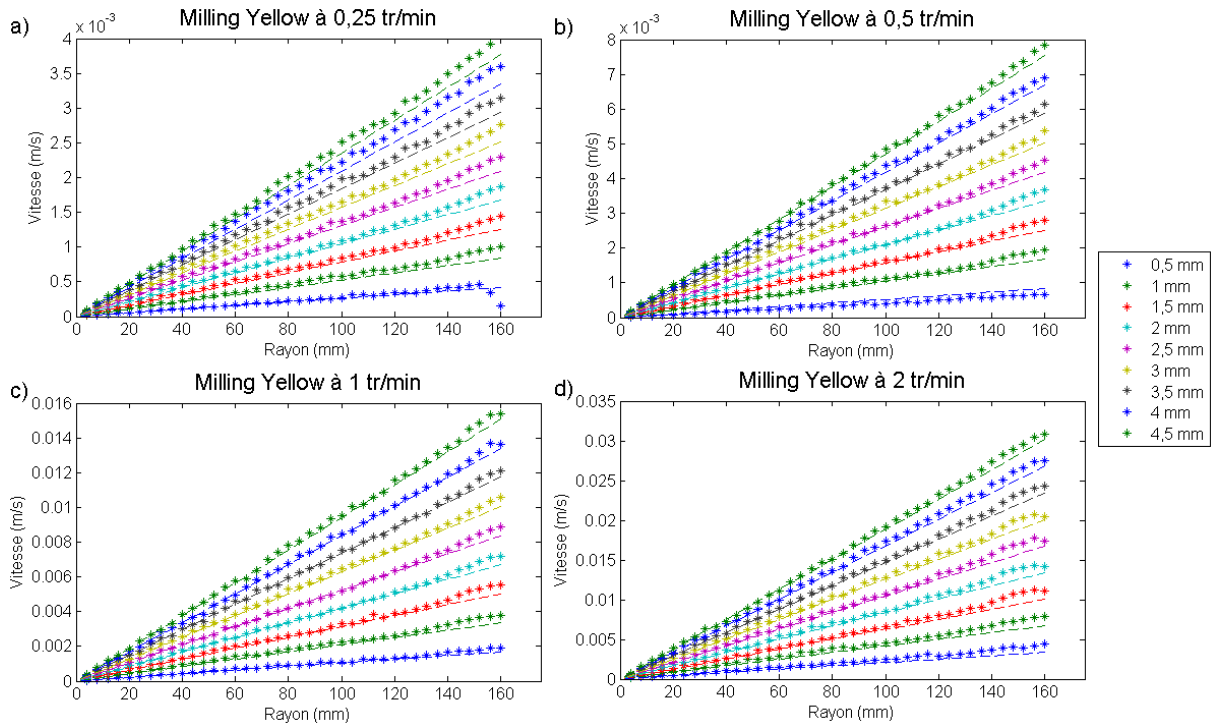 a)
x 10⁻³
Milling Yellow à 0,25 tr/min
4
3.5
3
2.5
2
1.5
1
0.5
0
Vitesse (m/s)
0 20 40 60 80 100 120 140 160
Rayon (mm)
b)
x 10⁻³
Milling Yellow à 0,5 tr/min
8
6
4
2
0
Vitesse (m/s)
0 20 40 60 80 100 120 140 160
Rayon (mm)
c)
Milling Yellow à 1 tr/min
0.016
0.014
0.012
0.01
0.008
0.006
0.004
0.002
0
Vitesse (m/s)
0 20 40 60 80 100 120 140 160
Rayon (mm)
d)
Milling Yellow à 2 tr/min
0.035
0.03
0.025
0.02
0.015
0.01
0.005
0
Vitesse (m/s)
0 20 40 60 80 100 120 140 160
Rayon (mm)
0,5 mm
1 mm
1,5 mm
2 mm
2,5 mm
3 mm
3,5 mm
4 mm
4,5 mm